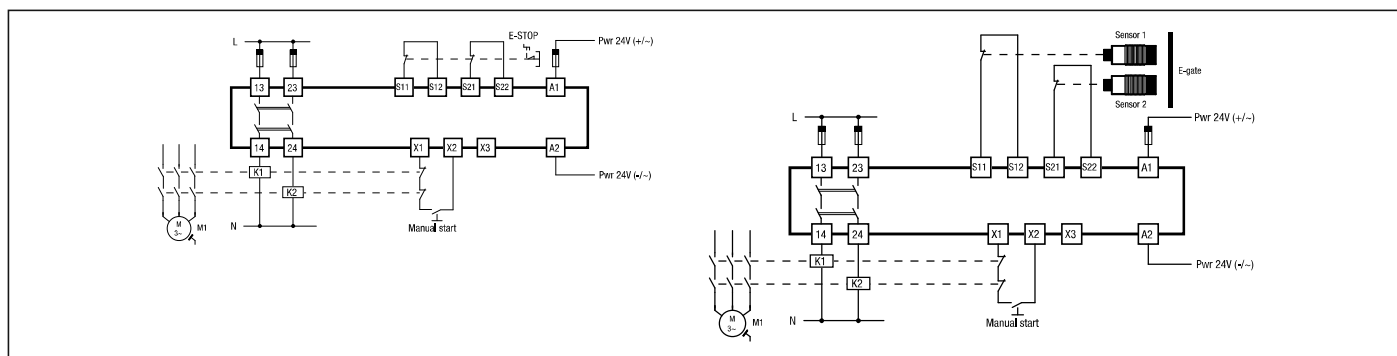 E-STOP
L
Pwr 24V (+/~)
13
23
S11
S12
S21
S22
A1
14
24
X1
X2
X3
A2
K1
K2
Pwr 24V (-/~)
M
3~
M1
N
Manual start
Sensor 1
E-gate
Sensor 2
L
Pwr 24V (+/~)
13
23
S11
S12
S21
S22
A1
14
24
X1
X2
X3
A2
K1
K2
Pwr 24V (-/~)
M
3~
M1
N
Manual start